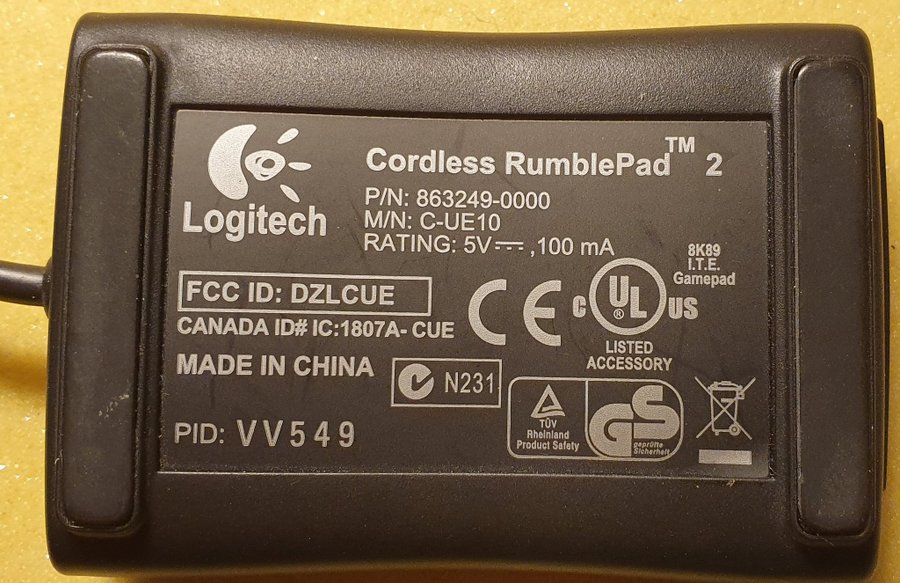 Logitech
Cordless RumblePad™ 2
P/N: 863249-0000
M/N: C-UE10
RATING: 5V⎓,100 mA
8K89
I.T.E.
Gamepad
FCC ID: DZLCUE
CANADA ID# IC:1807A- CUE
CE
C UL® US
LISTED
ACCESSORY
MADE IN CHINA
N231
TÜV
Rheinland
Product Safety
GS
geprüfte
Sicherheit
PID: VV549